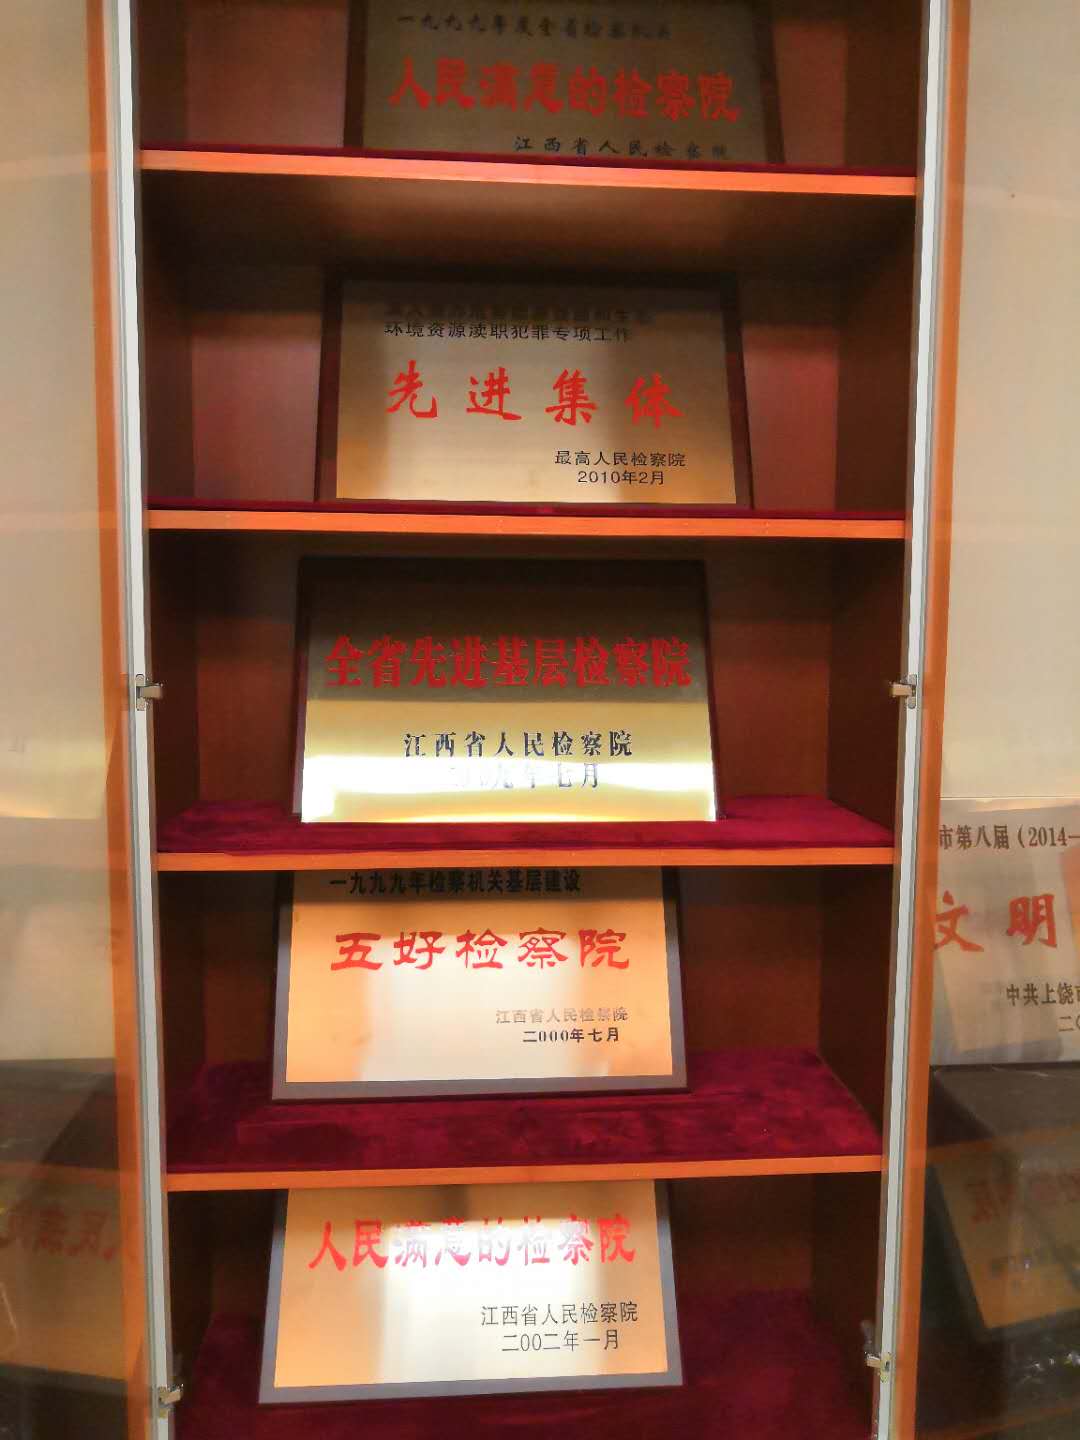 一九九九年度全省检察机关
人民满意的检察院
江西省人民检察院
环境资源渎职犯罪专项工作
先进集体
最高人民检察院
2010年2月
全省先进基层检察院
江西省人民检察院
九年七月
一九九九年检察机关基层建设
五好检察院
江西省人民检察院
二000年七月
人民满意的检察院
江西省人民检察院
二00二年一月
市第八届（2014—
文明
中共上饶市
二0